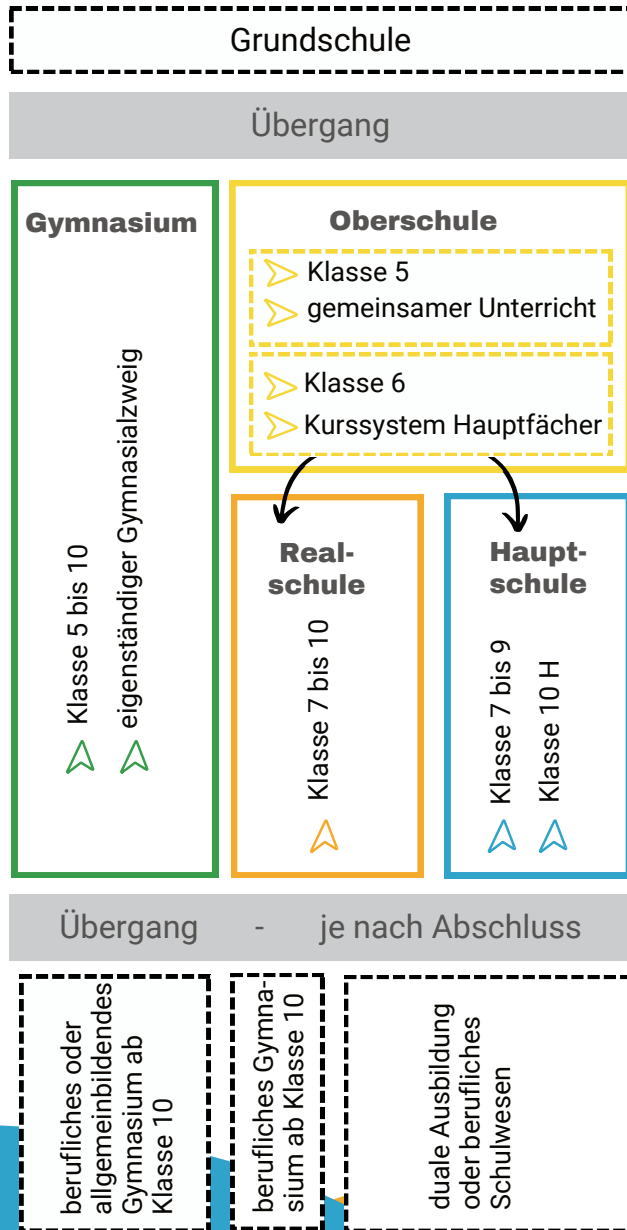 Grundschule
Übergang
Gymnasium
Klasse 5 bis 10
eigenständiger Gymnasialzweig
Oberschule
Klasse 5
gemeinsamer Unterricht
Klasse 6
Kurssystem Hauptfächer
Real-
schule
Klasse 7 bis 10
Haupt-
schule
Klasse 7 bis 9
Klasse 10 H
Übergang - je nach Abschluss
berufliches oder
allgemeinbildendes
Gymnasium ab
Klasse 10
berufliches Gymna-
sium ab Klasse 10
duale Ausbildung
oder berufliches
Schulwesen